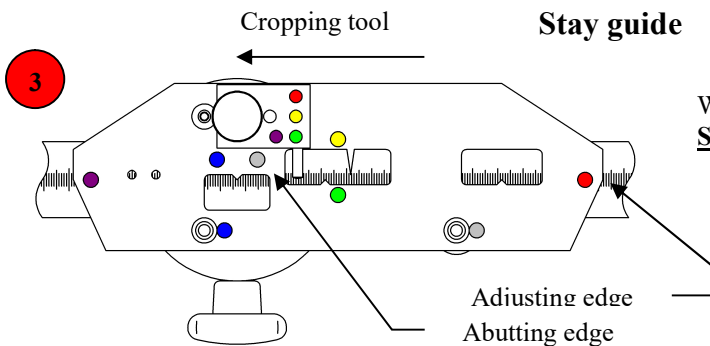 Cropping tool
Stay guide
3
W
S
Adjusting edge
Abutting edge